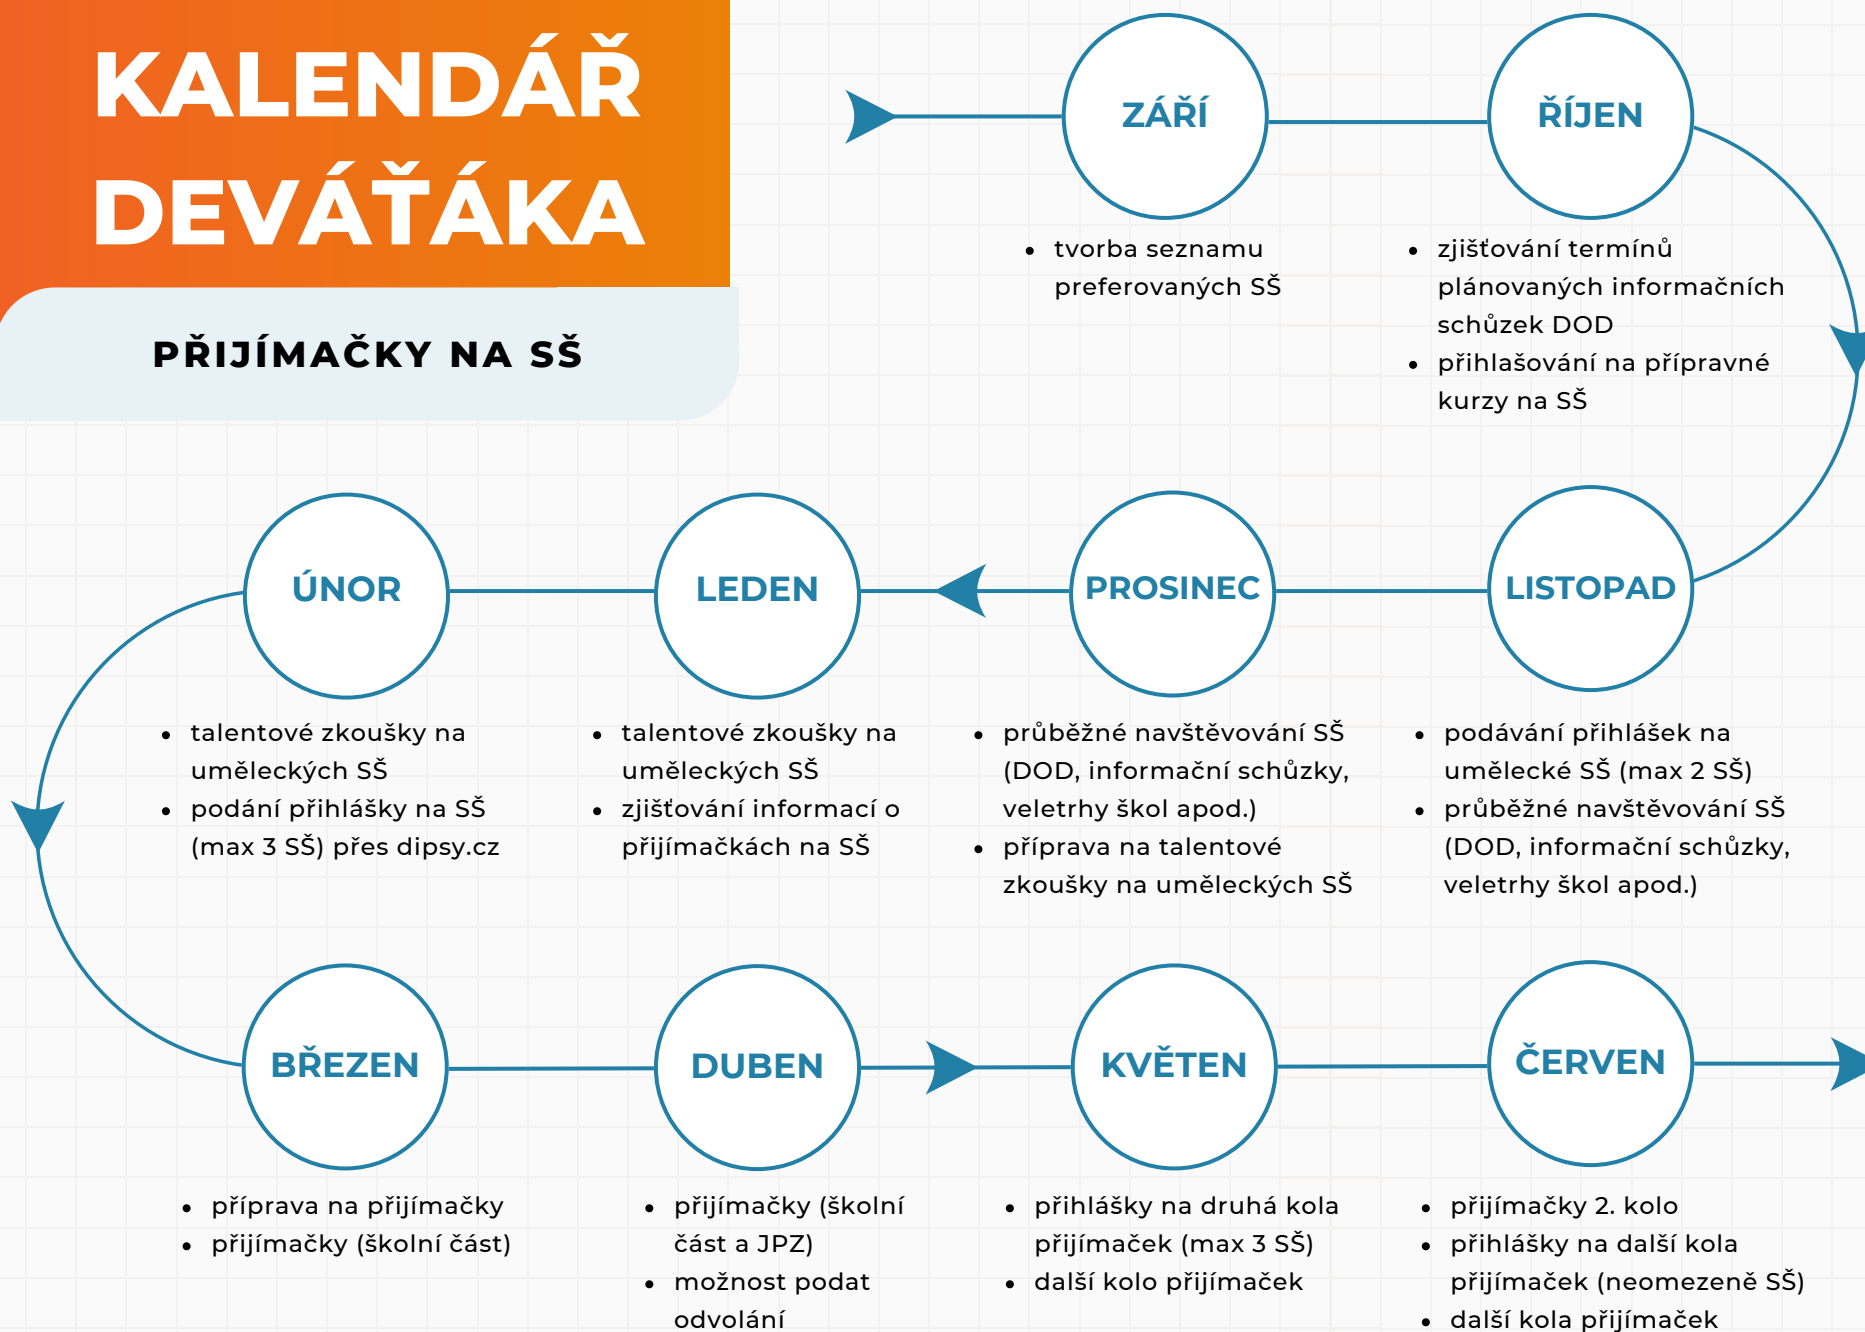 KALENDÁŘ
DEVÁŤÁKA
PŘIJÍMAČKY NA SŠ
ZÁŘÍ
• tvorba seznamu
preferovaných SŠ
ŘÍJEN
• zjišťování termínů
plánovaných informačních
schůzek DOD
• přihlašování na přípravné
kurzy na SŠ
LISTOPAD
• podávání přihlášek na
umělecké SŠ (max 2 SŠ)
• průběžné navštěvování SŠ
(DOD, informační schůzky,
veletrhy škol apod.)
PROSINEC
• průběžné navštěvování SŠ
(DOD, informační schůzky,
veletrhy škol apod.)
• příprava na talentové
zkoušky na uměleckých SŠ
LEDEN
• talentové zkoušky na
uměleckých SŠ
• zjišťování informací o
přijímačkách na SŠ
ÚNOR
• talentové zkoušky na
uměleckých SŠ
• podání přihlášky na SŠ
(max 3 SŠ) přes dipsy.cz
BŘEZEN
• příprava na přijímačky
• přijímačky (školní část)
DUBEN
• přijímačky (školní
část a JPZ)
• možnost podat
odvolání
KVĚTEN
• přihlášky na druhá kola
přijímaček (max 3 SŠ)
• další kolo přijímaček
ČERVEN
• přijímačky 2. kolo
• přihlášky na další kola
přijímaček (neomezeně SŠ)
• další kola přijímaček